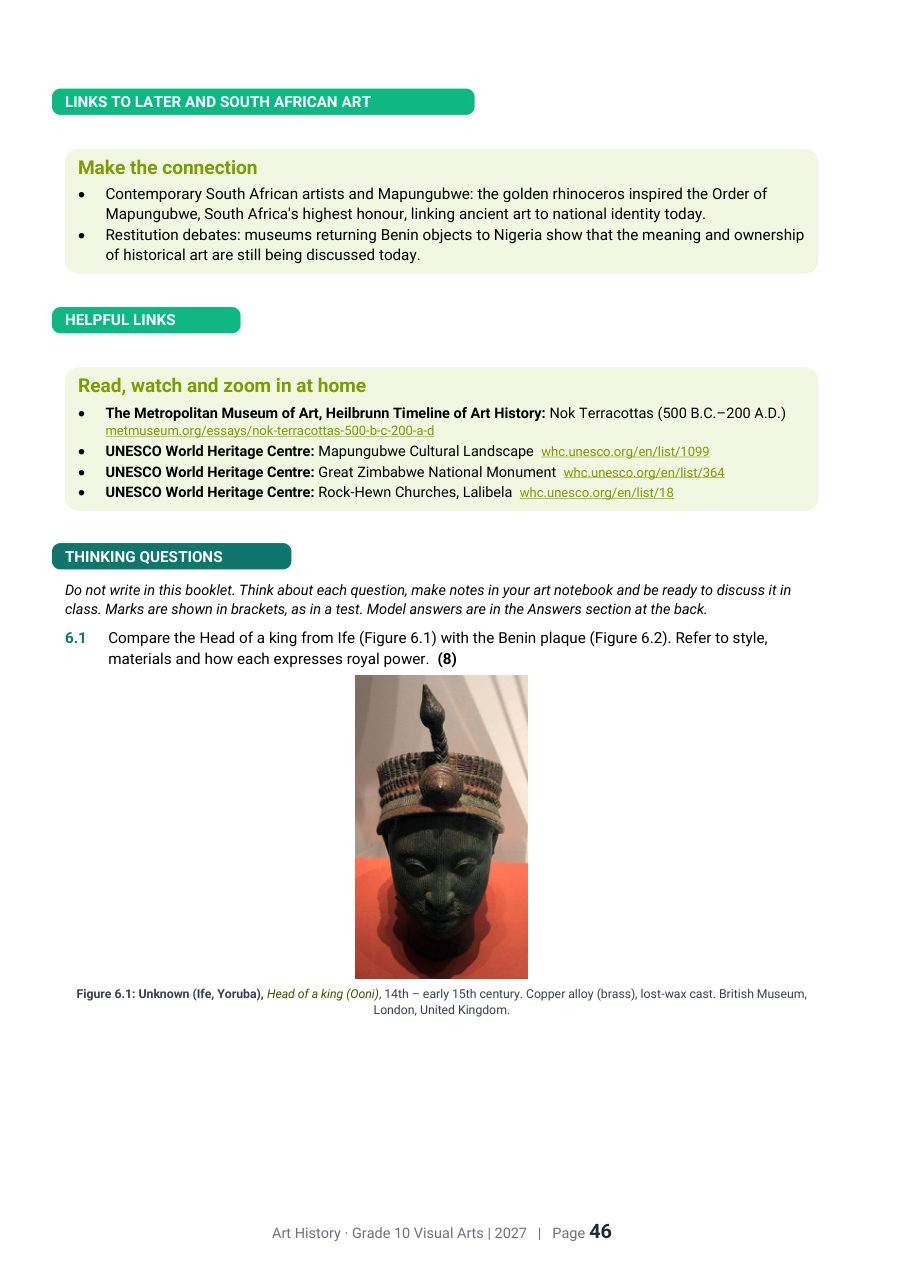 LINKS TO LATER AND SOUTH AFRICAN ART
Make the connection
• Contemporary South African artists and Mapungubwe: the golden rhinoceros inspired the Order of
Mapungubwe, South Africa's highest honour, linking ancient art to national identity today.
• Restitution debates: museums returning Benin objects to Nigeria show that the meaning and ownership
of historical art are still being discussed today.
HELPFUL LINKS
Read, watch and zoom in at home
• The Metropolitan Museum of Art, Heilbrunn Timeline of Art History: Nok Terracottas (500 B.C.–200 A.D.)
metmuseum.org/essays/nok-terracottas-500-b-c-200-a-d
• UNESCO World Heritage Centre: Mapungubwe Cultural Landscape whc.unesco.org/en/list/1099
• UNESCO World Heritage Centre: Great Zimbabwe National Monument whc.unesco.org/en/list/364
• UNESCO World Heritage Centre: Rock-Hewn Churches, Lalibela whc.unesco.org/en/list/18
THINKING QUESTIONS
Do not write in this booklet. Think about each question, make notes in your art notebook and be ready to discuss it in
class. Marks are shown in brackets, as in a test. Model answers are in the Answers section at the back.
6.1 Compare the Head of a king from Ife (Figure 6.1) with the Benin plaque (Figure 6.2). Refer to style,
materials and how each expresses royal power. (8)
Figure 6.1: Unknown (Ife, Yoruba), Head of a king (Ooni), 14th – early 15th century. Copper alloy (brass), lost-wax cast. British Museum,
London, United Kingdom.
Art History · Grade 10 Visual Arts | 2027 | Page 46